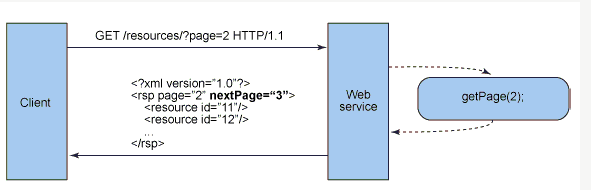 GET /resources/?page=2 HTTP/1.1
Client
<?xml version="1.0"?>
<rsp page="2" nextPage="3">
<resource id="11"/>
<resource id="12"/>
...
</rsp>
Web
service
getPage(2);